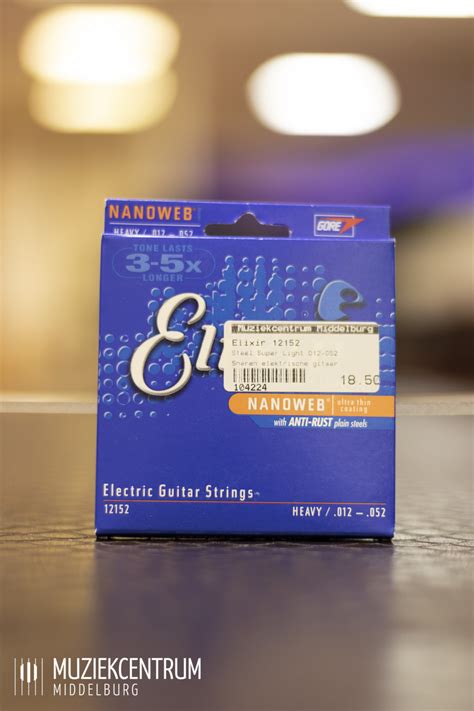 NANOWEB
HEAVY / .012 – .052
GORE
TONE LASTS
3-5x
LONGER
Eli
Muziekcentrum Middelburg
Elixir 12152
Steel Super Light 012-052
Snaren elektrische gitaar
104224
18.50
NANOWEB® ultra thin coating
with ANTI-RUST plain steels
Electric Guitar Strings™
12152
HEAVY / .012 – .052
MUZIEKCENTRUM
MIDDELBURG